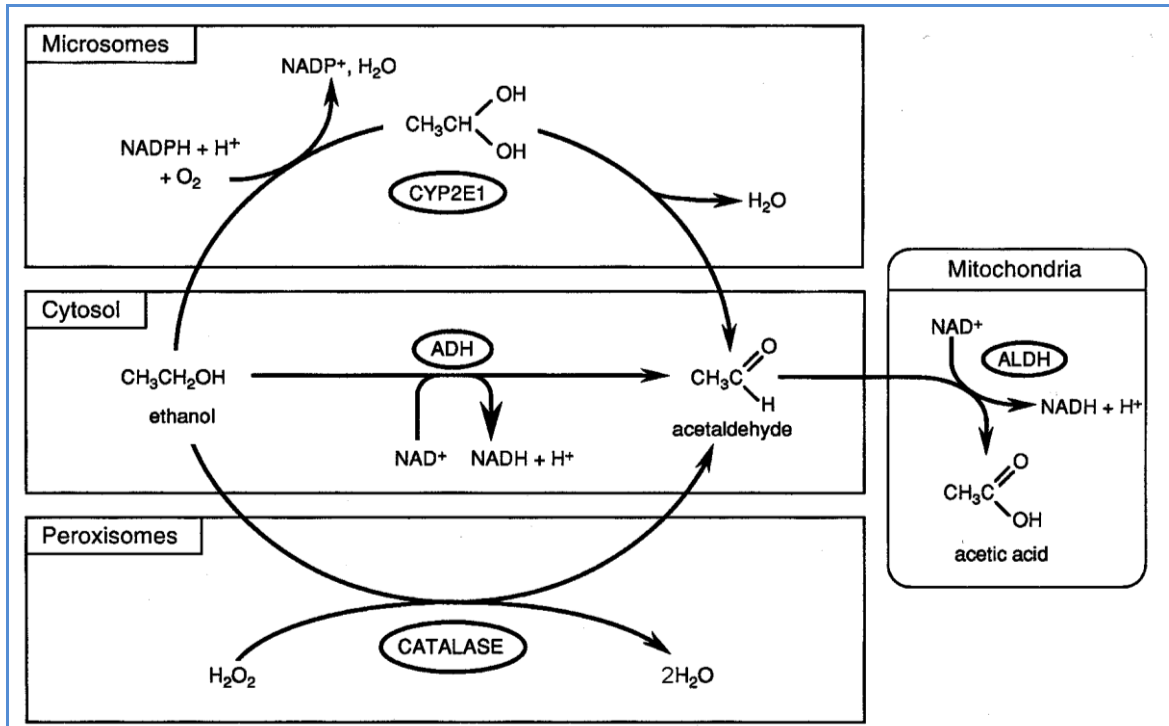 Microsomes
NADP⁺, H₂O
OH
CH₃CH
OH
NADPH + H⁺
+ O₂
CYP2E1
H₂O
Mitochondria
Cytosol
NAD⁺
ADH
O
ALDH
CH₃CH₂OH
CH₃C
H
NADH + H⁺
ethanol
acetaldehyde
NAD⁺
NADH + H⁺
O
CH₃C
OH
acetic acid
Peroxisomes
CATALASE
H₂O₂
2H₂O